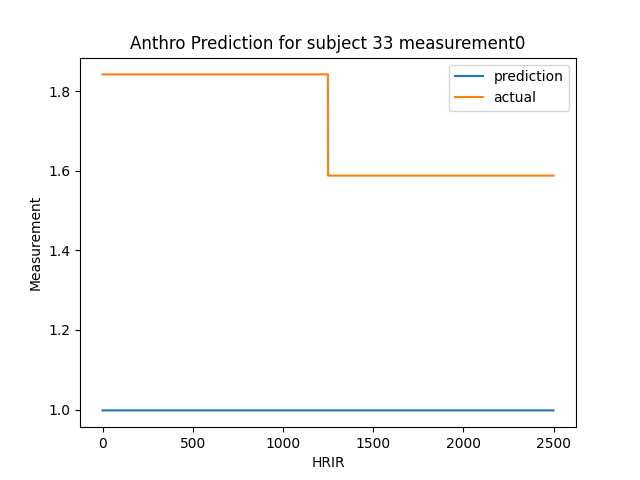 Anthro Prediction for subject 33 measurement0
prediction
actual
Measurement
1.8
1.6
1.4
1.2
1.0
0 500 1000 1500 2000 2500
HRIR